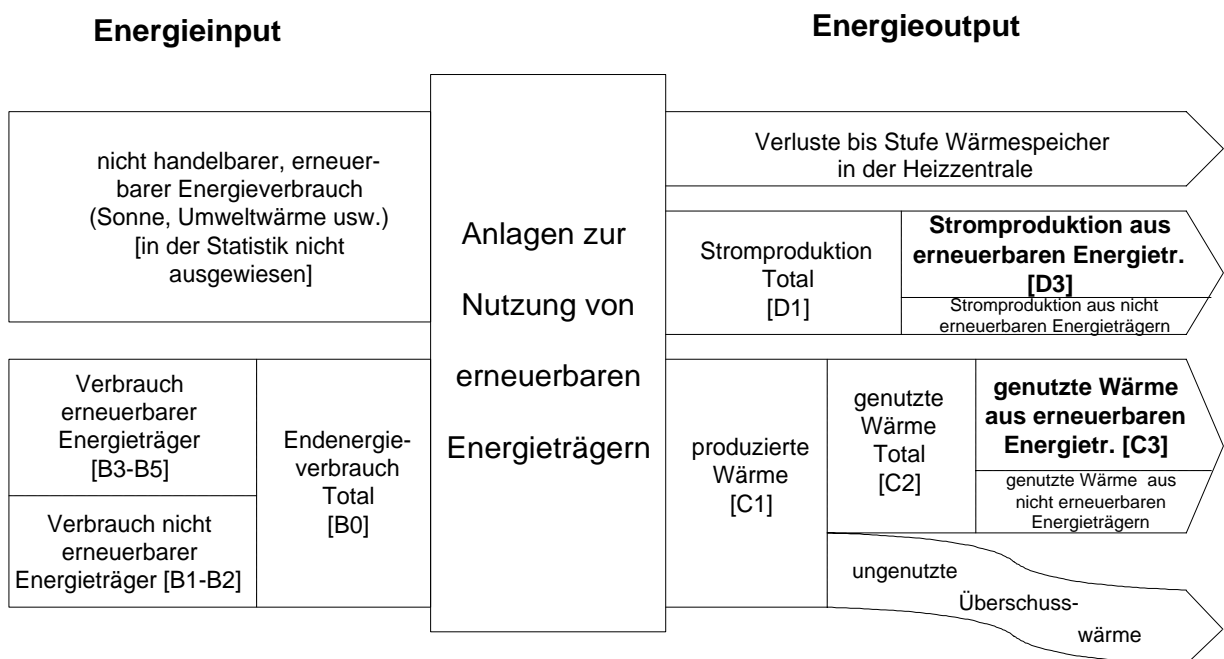 Energieinput
Energieoutput
nicht handelbarer, erneuer-
barer Energieverbrauch
(Sonne, Umweltwärme usw.)
[in der Statistik nicht
ausgewiesen]
Verbrauch
erneuerbarer
Energieträger
[B3-B5]
Verbrauch nicht
erneuerbarer
Energieträger [B1-B2]
Endenergie-
verbrauch
Total
[B0]
Anlagen zur
Nutzung von
erneuerbaren
Energieträgern
Verluste bis Stufe Wärmespeicher
in der Heizzentrale
Stromproduktion
Total
[D1]
Stromproduktion aus
erneuerbaren Energietr.
[D3]
Stromproduktion aus nicht
erneuerbaren Energieträgern
produzierte
Wärme
[C1]
genutzte
Wärme
Total
[C2]
genutzte Wärme
aus erneuerbaren
Energietr. [C3]
genutzte Wärme aus
nicht erneuerbaren
Energieträgern
ungenutzte
Überschuss-
wärme